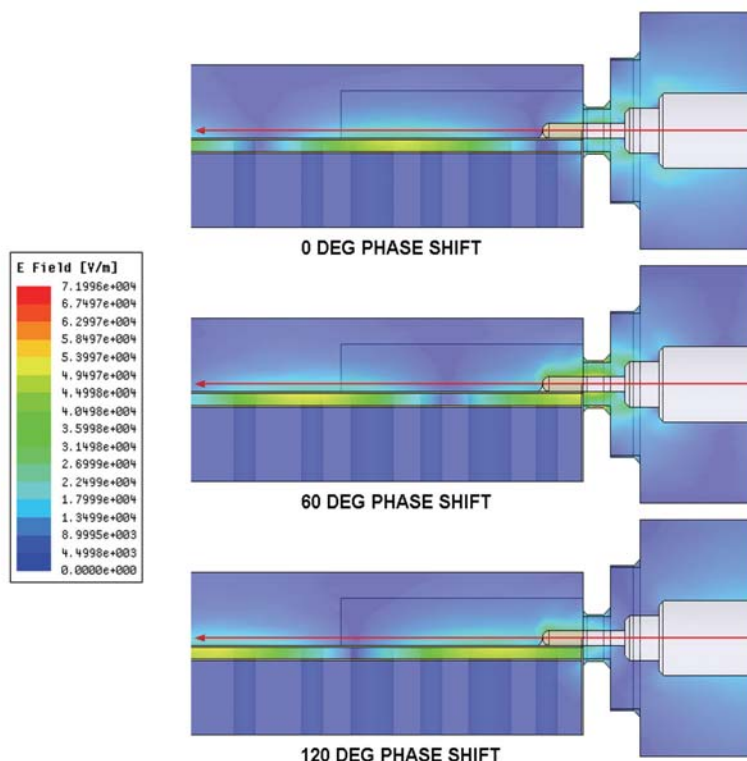 0 DEG PHASE SHIFT
E Field [V/m]
7.1996e+004
6.7497e+004
6.2997e+004
5.8497e+004
5.3997e+004
4.9497e+004
4.4998e+004
4.0498e+004
3.5998e+004
3.1498e+004
2.6999e+004
2.2499e+004
1.7999e+004
1.3499e+004
8.9995e+003
4.4998e+003
0.0000e+000
60 DEG PHASE SHIFT
120 DEG PHASE SHIFT